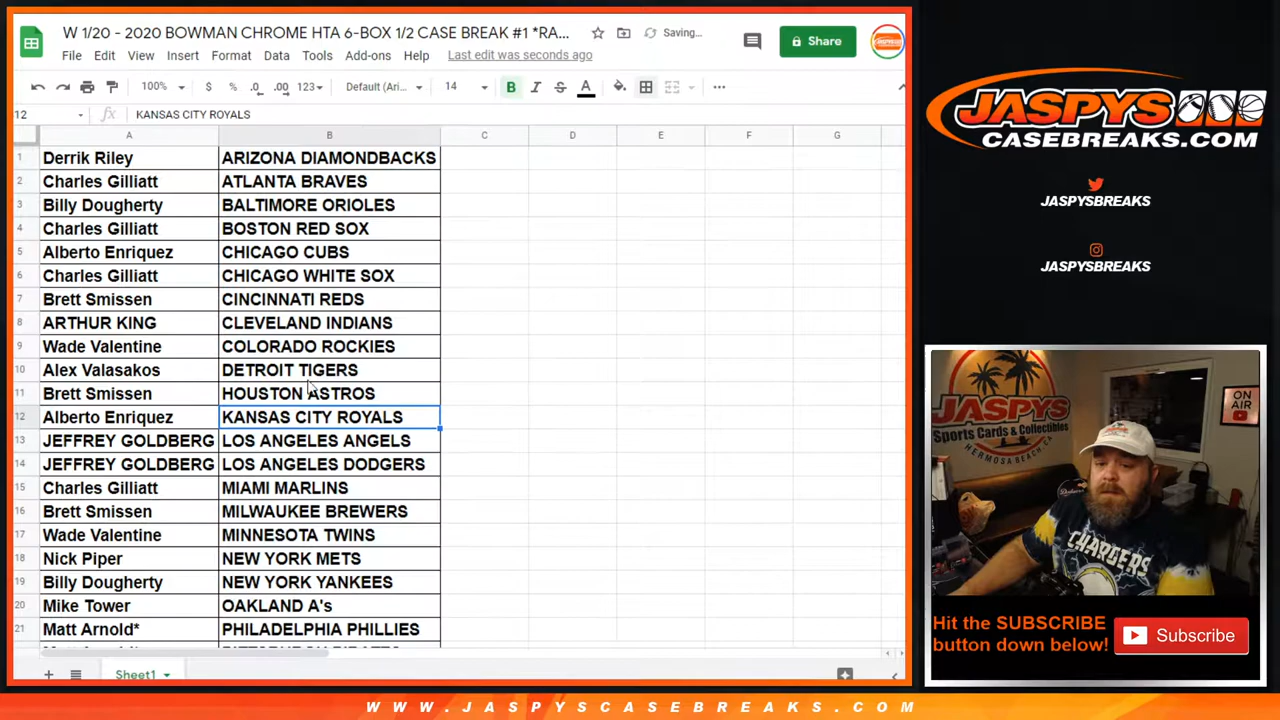 W 1/20 - 2020 BOWMAN CHROME HTA 6-BOX 1/2 CASE BREAK #1 *RA...
Saving...
Share
File Edit View Insert Format Data Tools Add-ons Help Last edit was seconds ago
100% $ % .0 .00 123 Default (Ari... 14 B I S A
12 fx KANSAS CITY ROYALS
A B C D E F G
1 Derrik Riley ARIZONA DIAMONDBACKS
2 Charles Gilliatt ATLANTA BRAVES
3 Billy Dougherty BALTIMORE ORIOLES
4 Charles Gilliatt BOSTON RED SOX
5 Alberto Enriquez CHICAGO CUBS
6 Charles Gilliatt CHICAGO WHITE SOX
7 Brett Smissen CINCINNATI REDS
8 ARTHUR KING CLEVELAND INDIANS
9 Wade Valentine COLORADO ROCKIES
10 Alex Valasakos DETROIT TIGERS
11 Brett Smissen HOUSTON ASTROS
12 Alberto Enriquez KANSAS CITY ROYALS
13 JEFFREY GOLDBERG LOS ANGELES ANGELS
14 JEFFREY GOLDBERG LOS ANGELES DODGERS
15 Charles Gilliatt MIAMI MARLINS
16 Brett Smissen MILWAUKEE BREWERS
17 Wade Valentine MINNESOTA TWINS
18 Nick Piper NEW YORK METS
19 Billy Dougherty NEW YORK YANKEES
20 Mike Tower OAKLAND A's
21 Matt Arnold* PHILADELPHIA PHILLIES
Sheet1
JASPYS
CASEBREAKS.COM
JASPYSBREAKS
JASPYSBREAKS
JASPYS
Sports Cards & Collectibles
HERMOSA BEACH, CA
ON AIR
CHARGERS
Hit the SUBSCRIBE
button down below!
Subscribe
WWW.JASPYSCASEBREAKS.COM